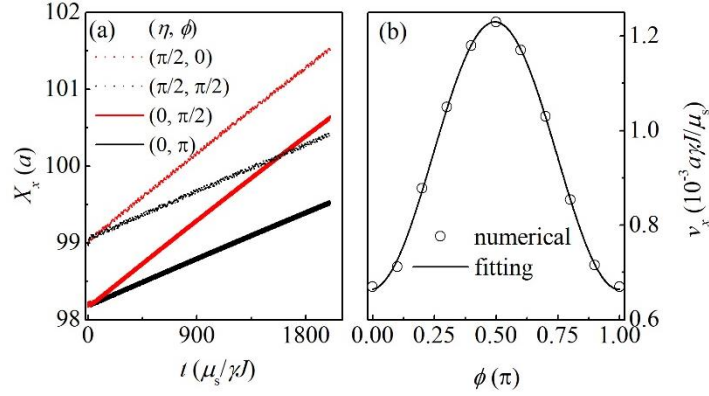 (a)
(η, ϕ)
(π/2, 0)
(π/2, π/2)
(0, π/2)
(0, π)
102
101
100
99
98
X_x (a)
0
900
1800
t (μ_s/γJ)
(b)
numerical
fitting
1.2
1.0
0.8
0.6
v_x (10^-3 aγJ/μ_s)
0.00
0.25
0.50
0.75
1.00
ϕ (π)